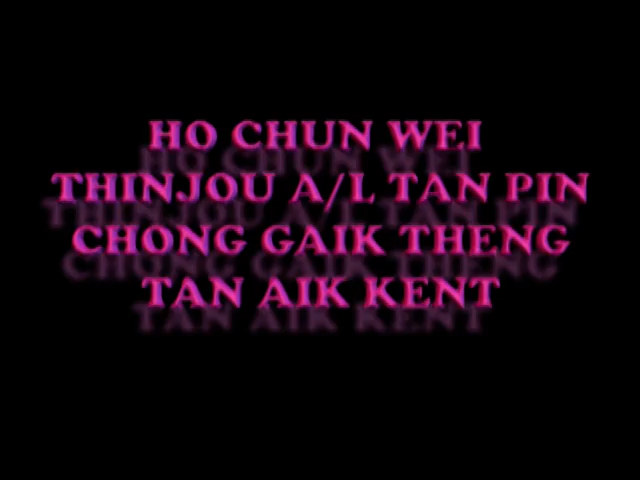 HO CHUN WEI
THINJOU A/L TAN PIN
CHONG GAIK THENG
TAN AIK KENT